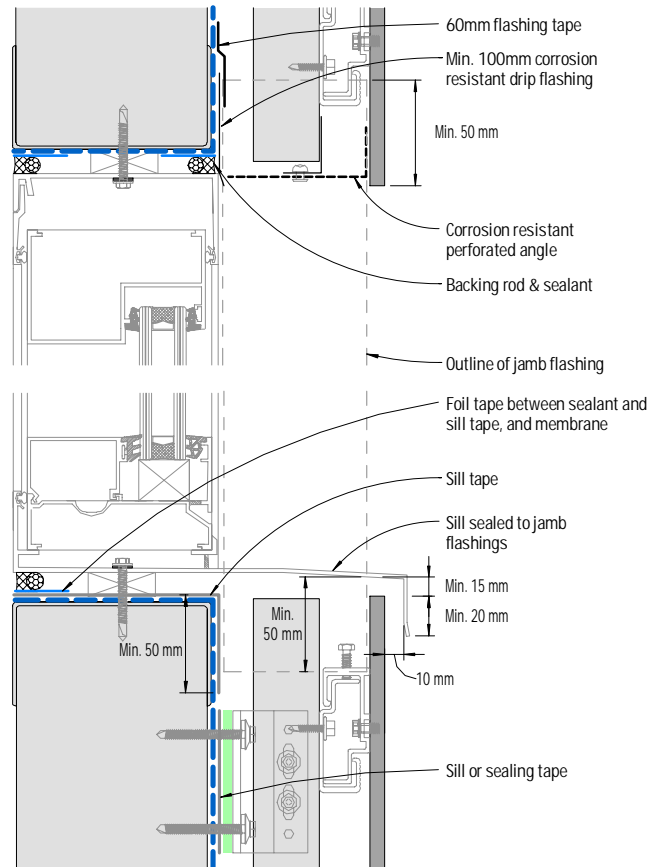 60mm flashing tape
Min. 100mm corrosion
resistant drip flashing
Min. 50 mm
Corrosion resistant
perforated angle
Backing rod & sealant
Outline of jamb flashing
Foil tape between sealant and
sill tape, and membrane
Sill tape
Sill sealed to jamb
flashings
Min. 15 mm
Min. 20 mm
Min.
50 mm
Min. 50 mm
10 mm
Sill or sealing tape